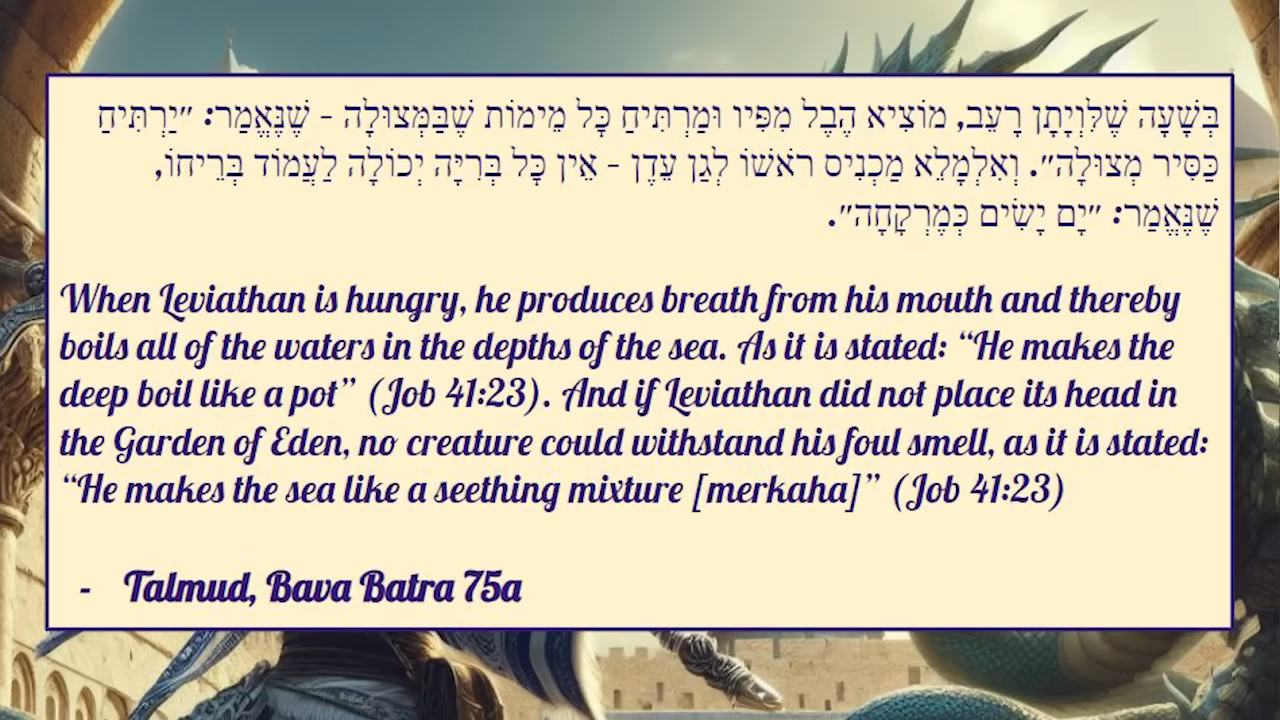 בְּשָׁעָה שֶׁלִּוְיָתָן רָעֵב, מוֹצִיא הֶבֶל מִפִּיו וּמַרְתִּיחַ כָּל מֵימוֹת שֶׁבַּמְּצוּלָה - שֶׁנֶּאֱמַר: ״יַרְתִּיחַ
כַּסִּיר מְצוּלָה״. וְאִלְמָלֵא מַכְנִיס רֹאשׁוֹ לְגַן עֵדֶן - אֵין כָּל בְּרִיָּה יְכוֹלָה לַעֲמוֹד בְּרֵיחוֹ,
שֶׁנֶּאֱמַר: ״יָם יָשִׂים כְּמֶרְקָחָה״.
When Leviathan is hungry, he produces breath from his mouth and thereby
boils all of the waters in the depths of the sea. As it is stated: “He makes the
deep boil like a pot” (Job 41:23). And if Leviathan did not place its head in
the Garden of Eden, no creature could withstand his foul smell, as it is stated:
“He makes the sea like a seething mixture [merkaha]” (Job 41:23)
- Talmud, Bava Batra 75a